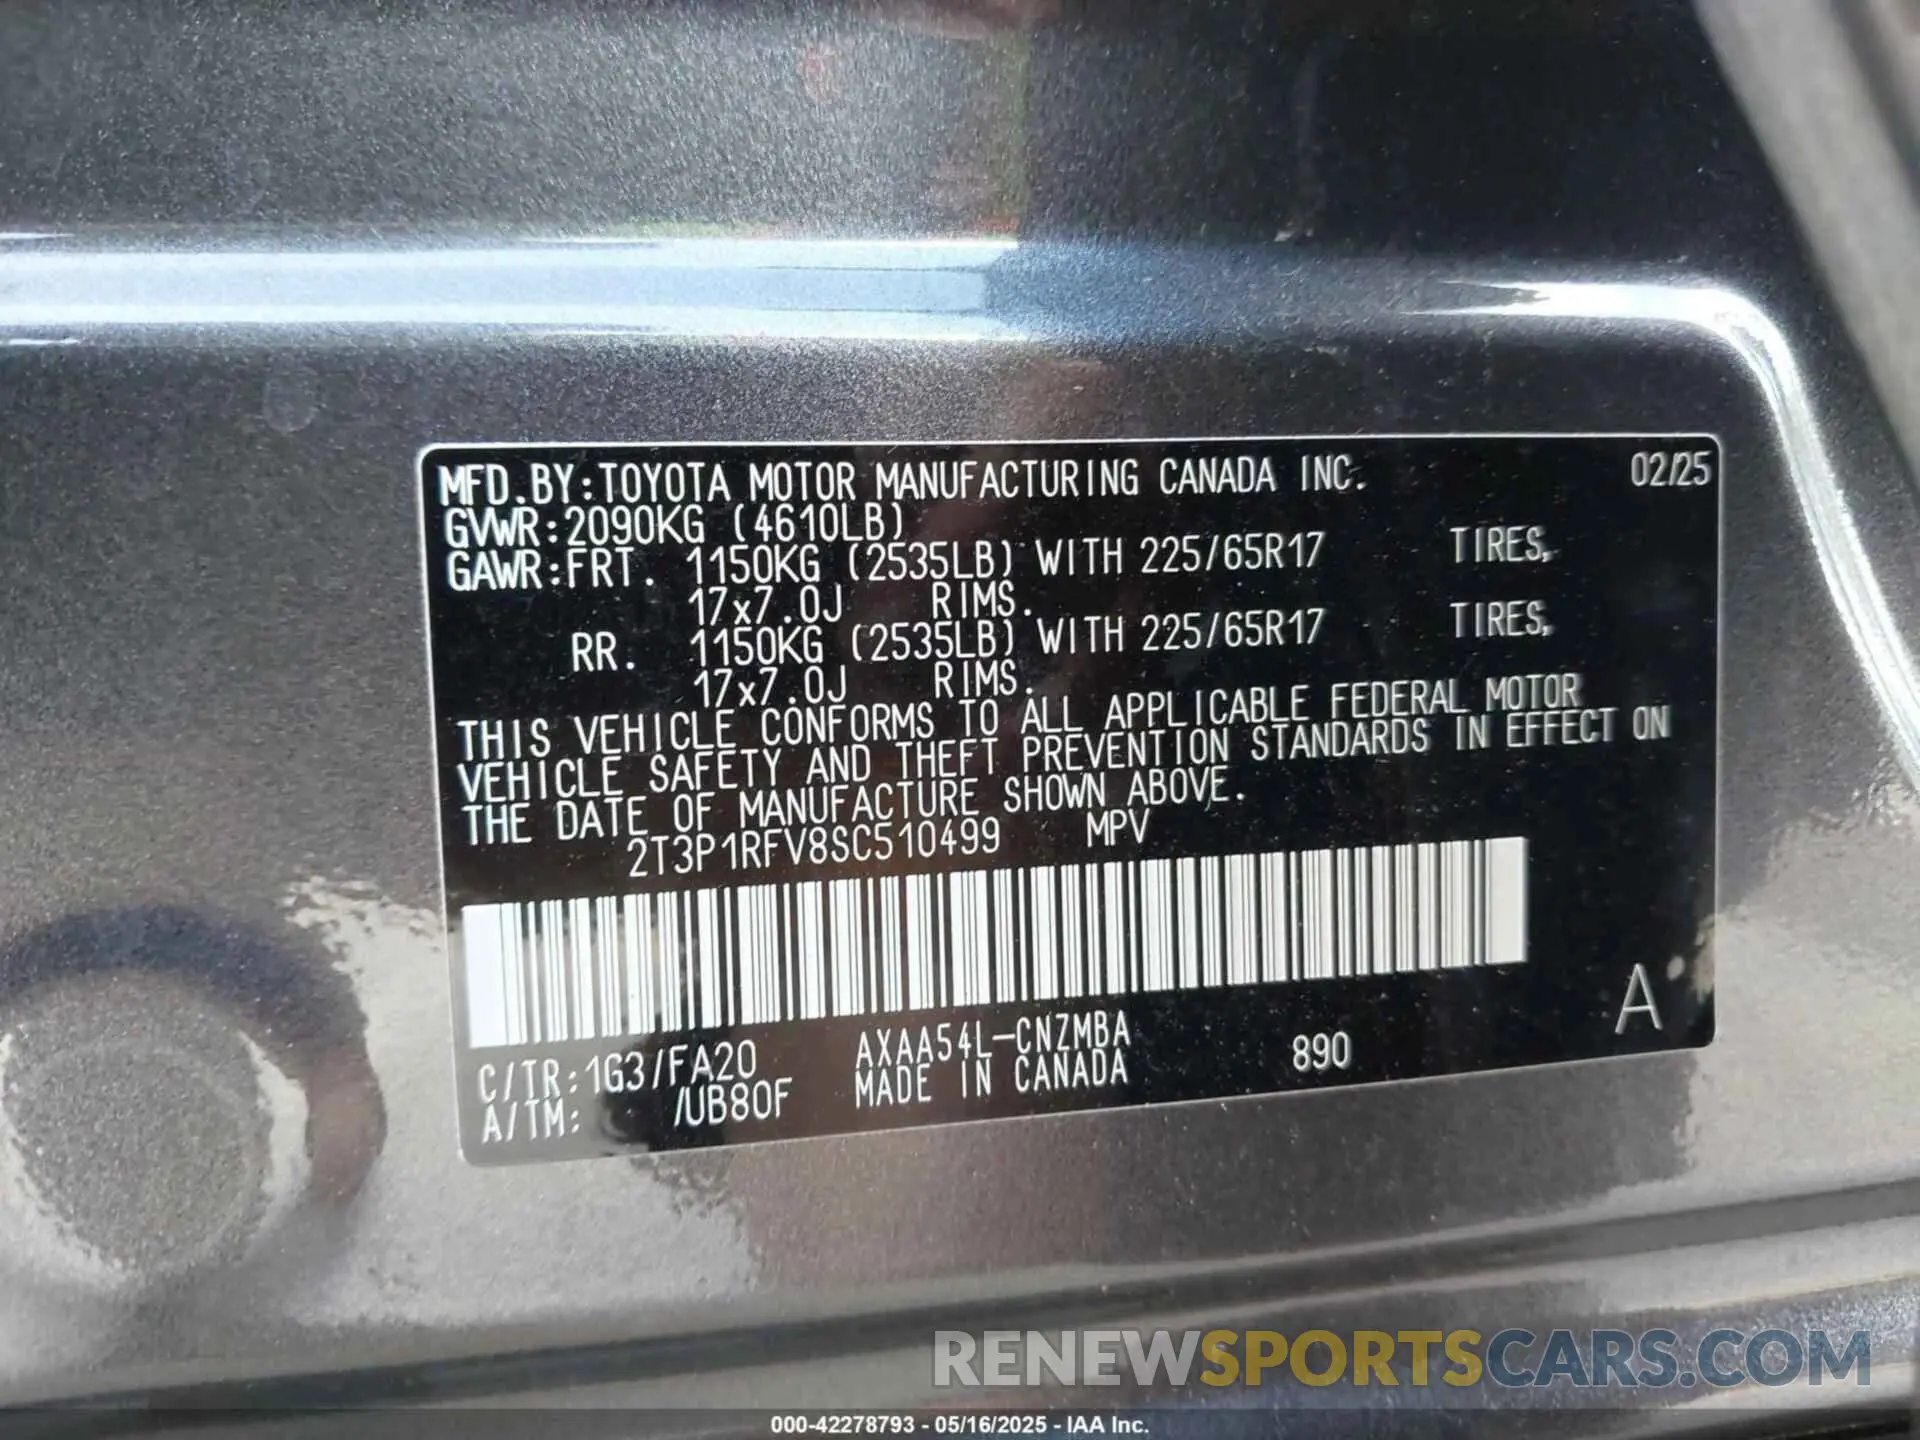 MFD.BY:TOYOTA MOTOR MANUFACTURING CANADA INC. 02/25
GVWR:2090KG (4610LB)
GAWR:FRT. 1150KG (2535LB) WITH 225/65R17 TIRES,
17x7.0J RIMS.
RR. 1150KG (2535LB) WITH 225/65R17 TIRES,
17x7.0J RIMS.
THIS VEHICLE CONFORMS TO ALL APPLICABLE FEDERAL MOTOR
VEHICLE SAFETY AND THEFT PREVENTION STANDARDS IN EFFECT ON
THE DATE OF MANUFACTURE SHOWN ABOVE.
2T3P1RFV8SC510499 MPV
A
C/TR:1G3/FA20 AXAA54L-CNZMBA 890
A/TM: /UB80F MADE IN CANADA
RENEWSPORTSCARS.COM
000-42278793 - 05/16/2025 - IAA Inc.